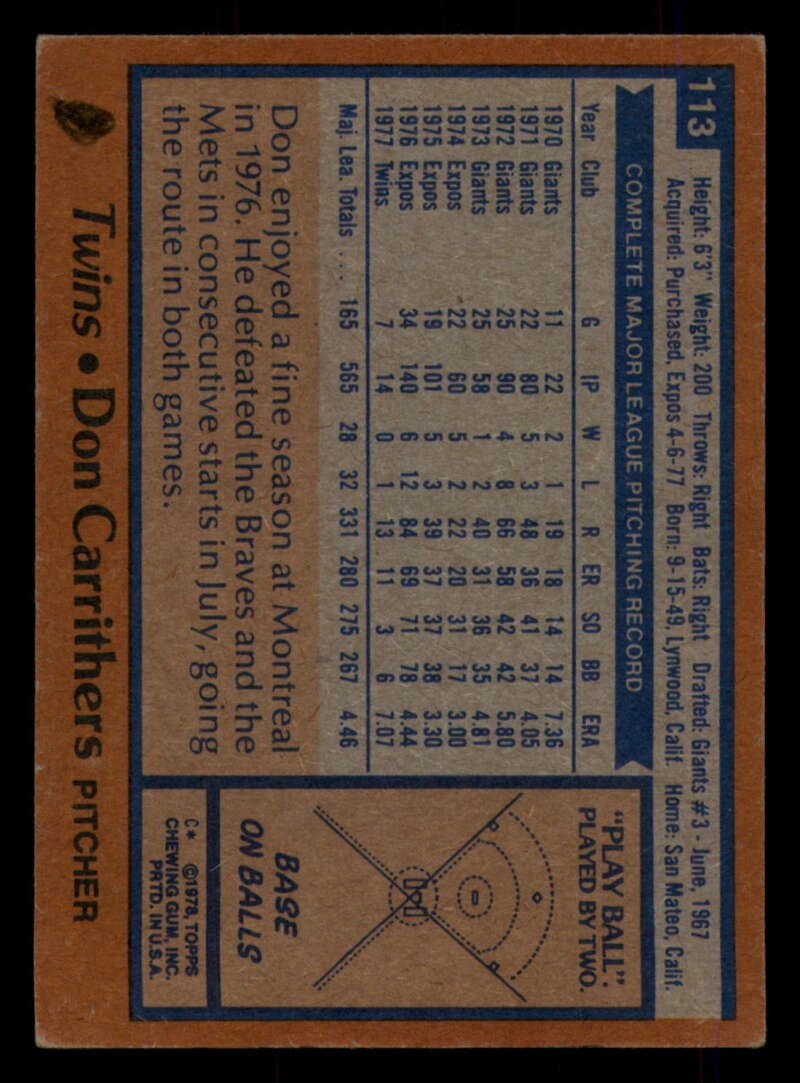 113
Height: 6'3" Weight: 200 Throws: Right Bats: Right Drafted: Giants #3 - June, 1967
Acquired: Purchased, Expos 4-6-77 Born: 9-15-49, Lynwood, Calif. Home: San Mateo, Calif.
COMPLETE MAJOR LEAGUE PITCHING RECORD
Year Club G IP W L R ER SO BB ERA
1970 Giants 11 22 2 1 19 18 14 14 7.36
1971 Giants 22 80 5 3 48 36 41 37 4.05
1972 Giants 25 90 4 8 66 58 42 42 5.80
1973 Giants 25 58 1 2 40 31 36 35 4.81
1974 Expos 22 60 5 2 22 20 31 17 3.00
1975 Expos 19 101 5 3 39 37 37 38 3.30
1976 Expos 34 140 6 12 84 69 71 78 4.44
1977 Twins 7 14 0 1 13 11 3 6 7.07
Maj. Lea. Totals ... 165 565 28 32 331 280 275 267 4.46
Don enjoyed a fine season at Montreal
in 1976. He defeated the Braves and the
Mets in consecutive starts in July, going
the route in both games.
"PLAY BALL"
PLAYED BY TWO.
BASE
ON BALLS
C* ©1978, TOPPS
CHEWING GUM, INC.
PRTD. IN U.S.A.
Twins • Don Carrithers PITCHER